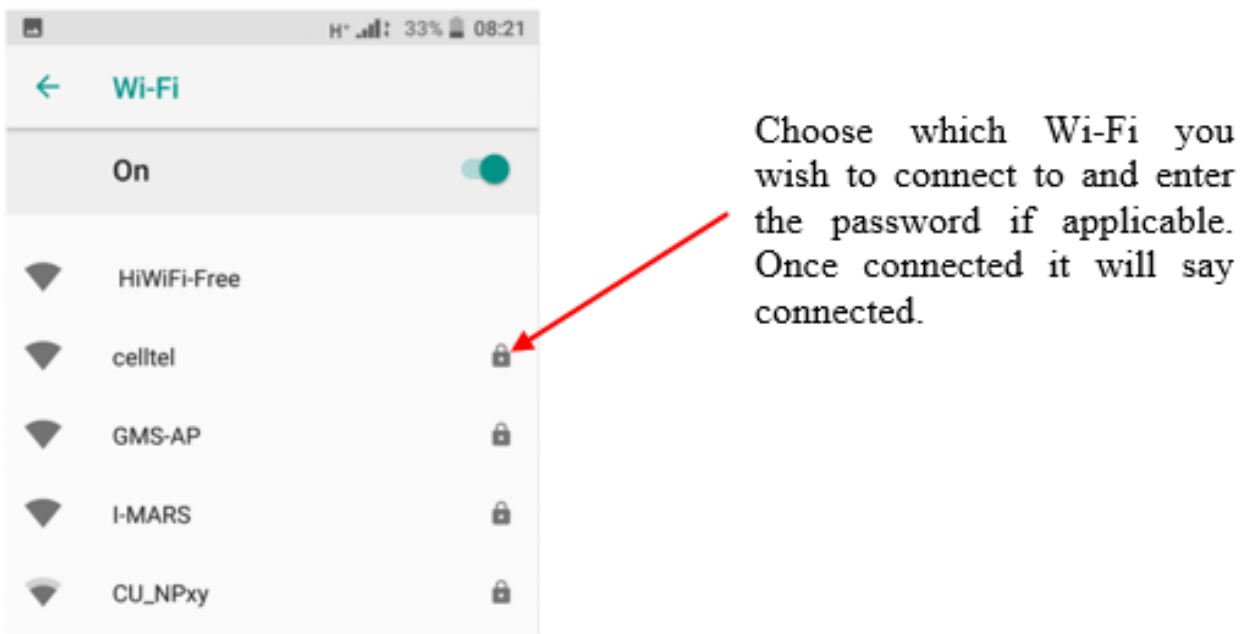 H+ 33% 08:21
Wi-Fi
On
HiWiFi-Free
celltel
GMS-AP
I-MARS
CU_NPxy
Choose which Wi-Fi you
wish to connect to and enter
the password if applicable.
Once connected it will say
connected.